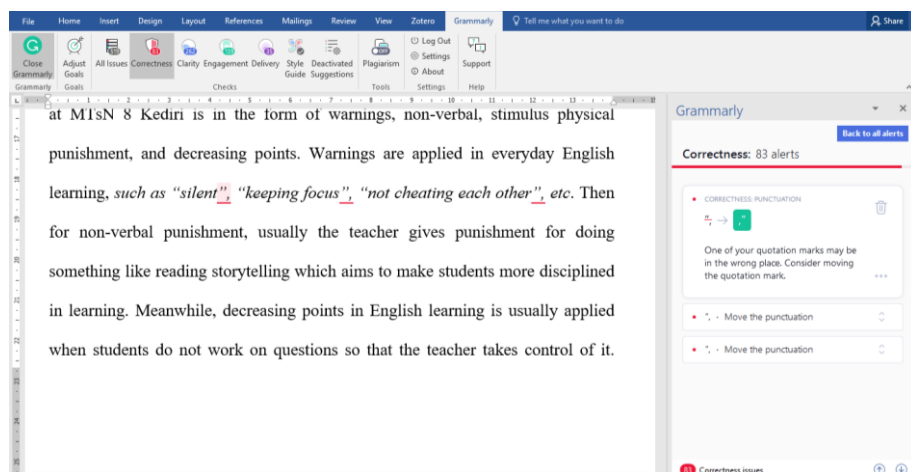 File Home Insert Design Layout References Mailings Review View Zotero Grammarly Tell me what you want to do Share
Close Grammarly
Adjust Goals
All Issues
Correctness
Clarity
Engagement
Delivery
Style Guide
Deactivated Suggestions
Plagiarism
Log Out
Settings
About
Support
Grammarly Goals Checks Tools Settings Help
at MTsN 8 Kediri is in the form of warnings, non-verbal, stimulus physical
punishment, and decreasing points. Warnings are applied in everyday English
learning, such as “silent”, “keeping focus”, “not cheating each other”, etc. Then
for non-verbal punishment, usually the teacher gives punishment for doing
something like reading storytelling which aims to make students more disciplined
in learning. Meanwhile, decreasing points in English learning is usually applied
when students do not work on questions so that the teacher takes control of it.
Grammarly
Back to all alerts
Correctness: 83 alerts
CORRECTNESS: PUNCTUATION
”, → ,”
One of your quotation marks may be
in the wrong place. Consider moving
the quotation mark.
”, · Move the punctuation
”, · Move the punctuation
83 Correctness issues